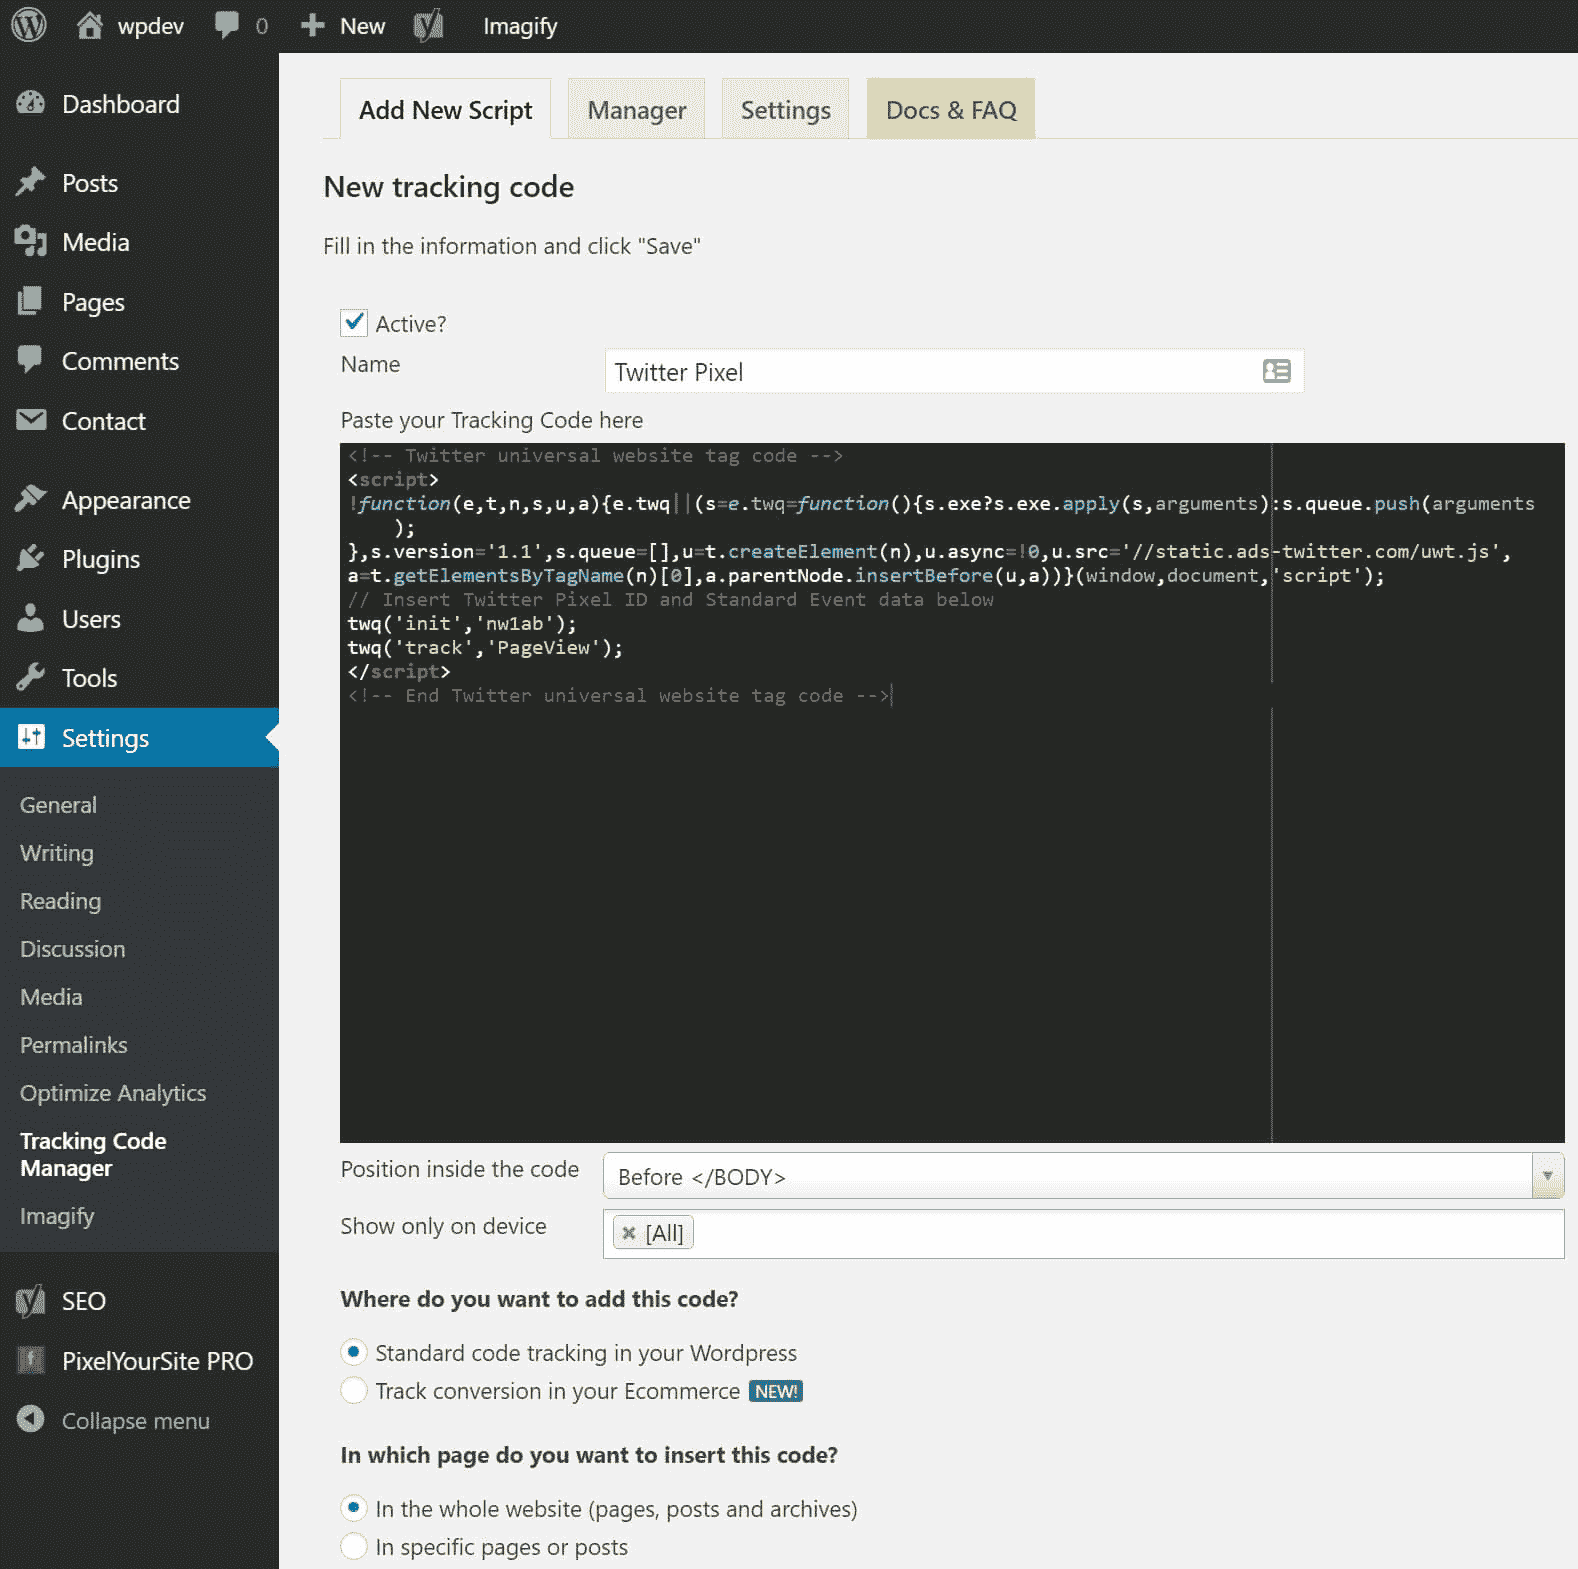 wpdev 0 New Imagify
Dashboard
Posts
Media
Pages
Comments
Contact
Appearance
Plugins
Users
Tools
Settings
General
Writing
Reading
Discussion
Media
Permalinks
Optimize Analytics
Tracking Code
Manager
Imagify
SEO
PixelYourSite PRO
Collapse menu
Add New Script Manager Settings Docs & FAQ
New tracking code
Fill in the information and click "Save"
Active?
Name Twitter Pixel
Paste your Tracking Code here
<!-- Twitter universal website tag code -->
<script>
!function(e,t,n,s,u,a){e.twq||(s=e.twq=function(){s.exe?s.exe.apply(s,arguments):s.queue.push(arguments
);
},s.version='1.1',s.queue=[],u=t.createElement(n),u.async=!0,u.src='//static.ads-twitter.com/uwt.js',
a=t.getElementsByTagName(n)[0],a.parentNode.insertBefore(u,a))}(window,document,'script');
// Insert Twitter Pixel ID and Standard Event data below
twq('init','nw1ab');
twq('track','PageView');
</script>
<!-- End Twitter universal website tag code -->
Position inside the code Before </BODY>
Show only on device × [All]
Where do you want to add this code?
Standard code tracking in your Wordpress
Track conversion in your Ecommerce NEW!
In which page do you want to insert this code?
In the whole website (pages, posts and archives)
In specific pages or posts